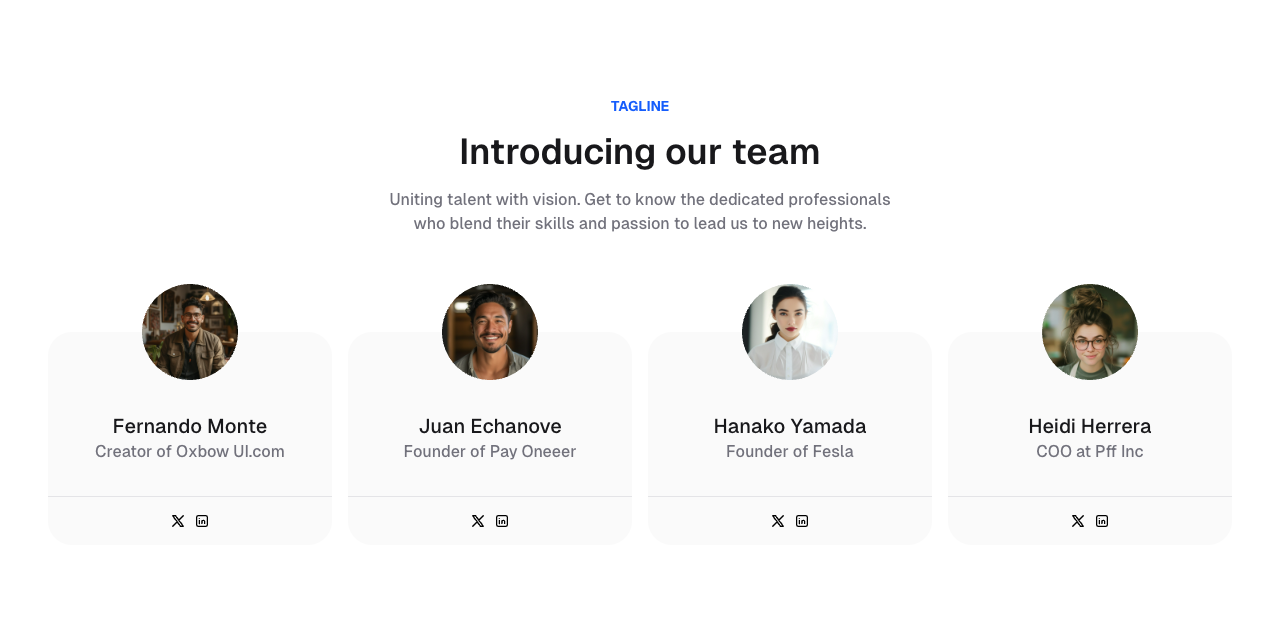 TAGLINE
Introducing our team
Uniting talent with vision. Get to know the dedicated professionals
who blend their skills and passion to lead us to new heights.
Fernando Monte
Creator of Oxbow UI.com
Juan Echanove
Founder of Pay Oneeer
Hanako Yamada
Founder of Fesla
Heidi Herrera
COO at Pff Inc